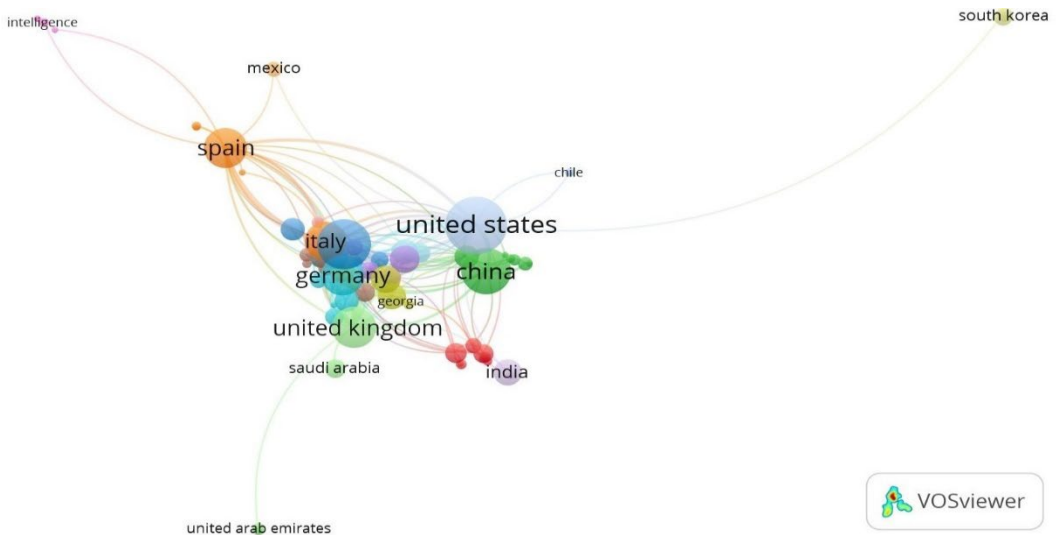 intelligence
south korea
mexico
spain
chile
united states
italy
china
germany
georgia
united kingdom
saudi arabia
india
united arab emirates
VOSviewer